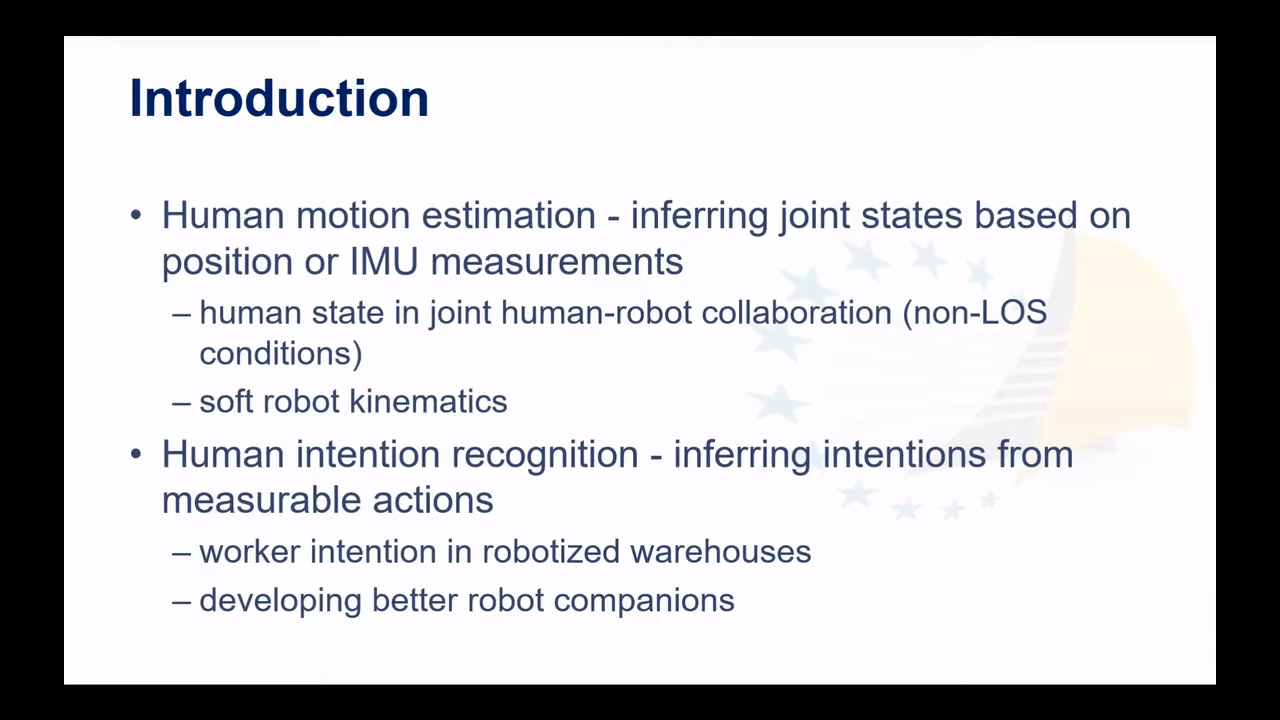 Introduction
• Human motion estimation - inferring joint states based on
position or IMU measurements
– human state in joint human-robot collaboration (non-LOS
conditions)
– soft robot kinematics
• Human intention recognition - inferring intentions from
measurable actions
– worker intention in robotized warehouses
– developing better robot companions